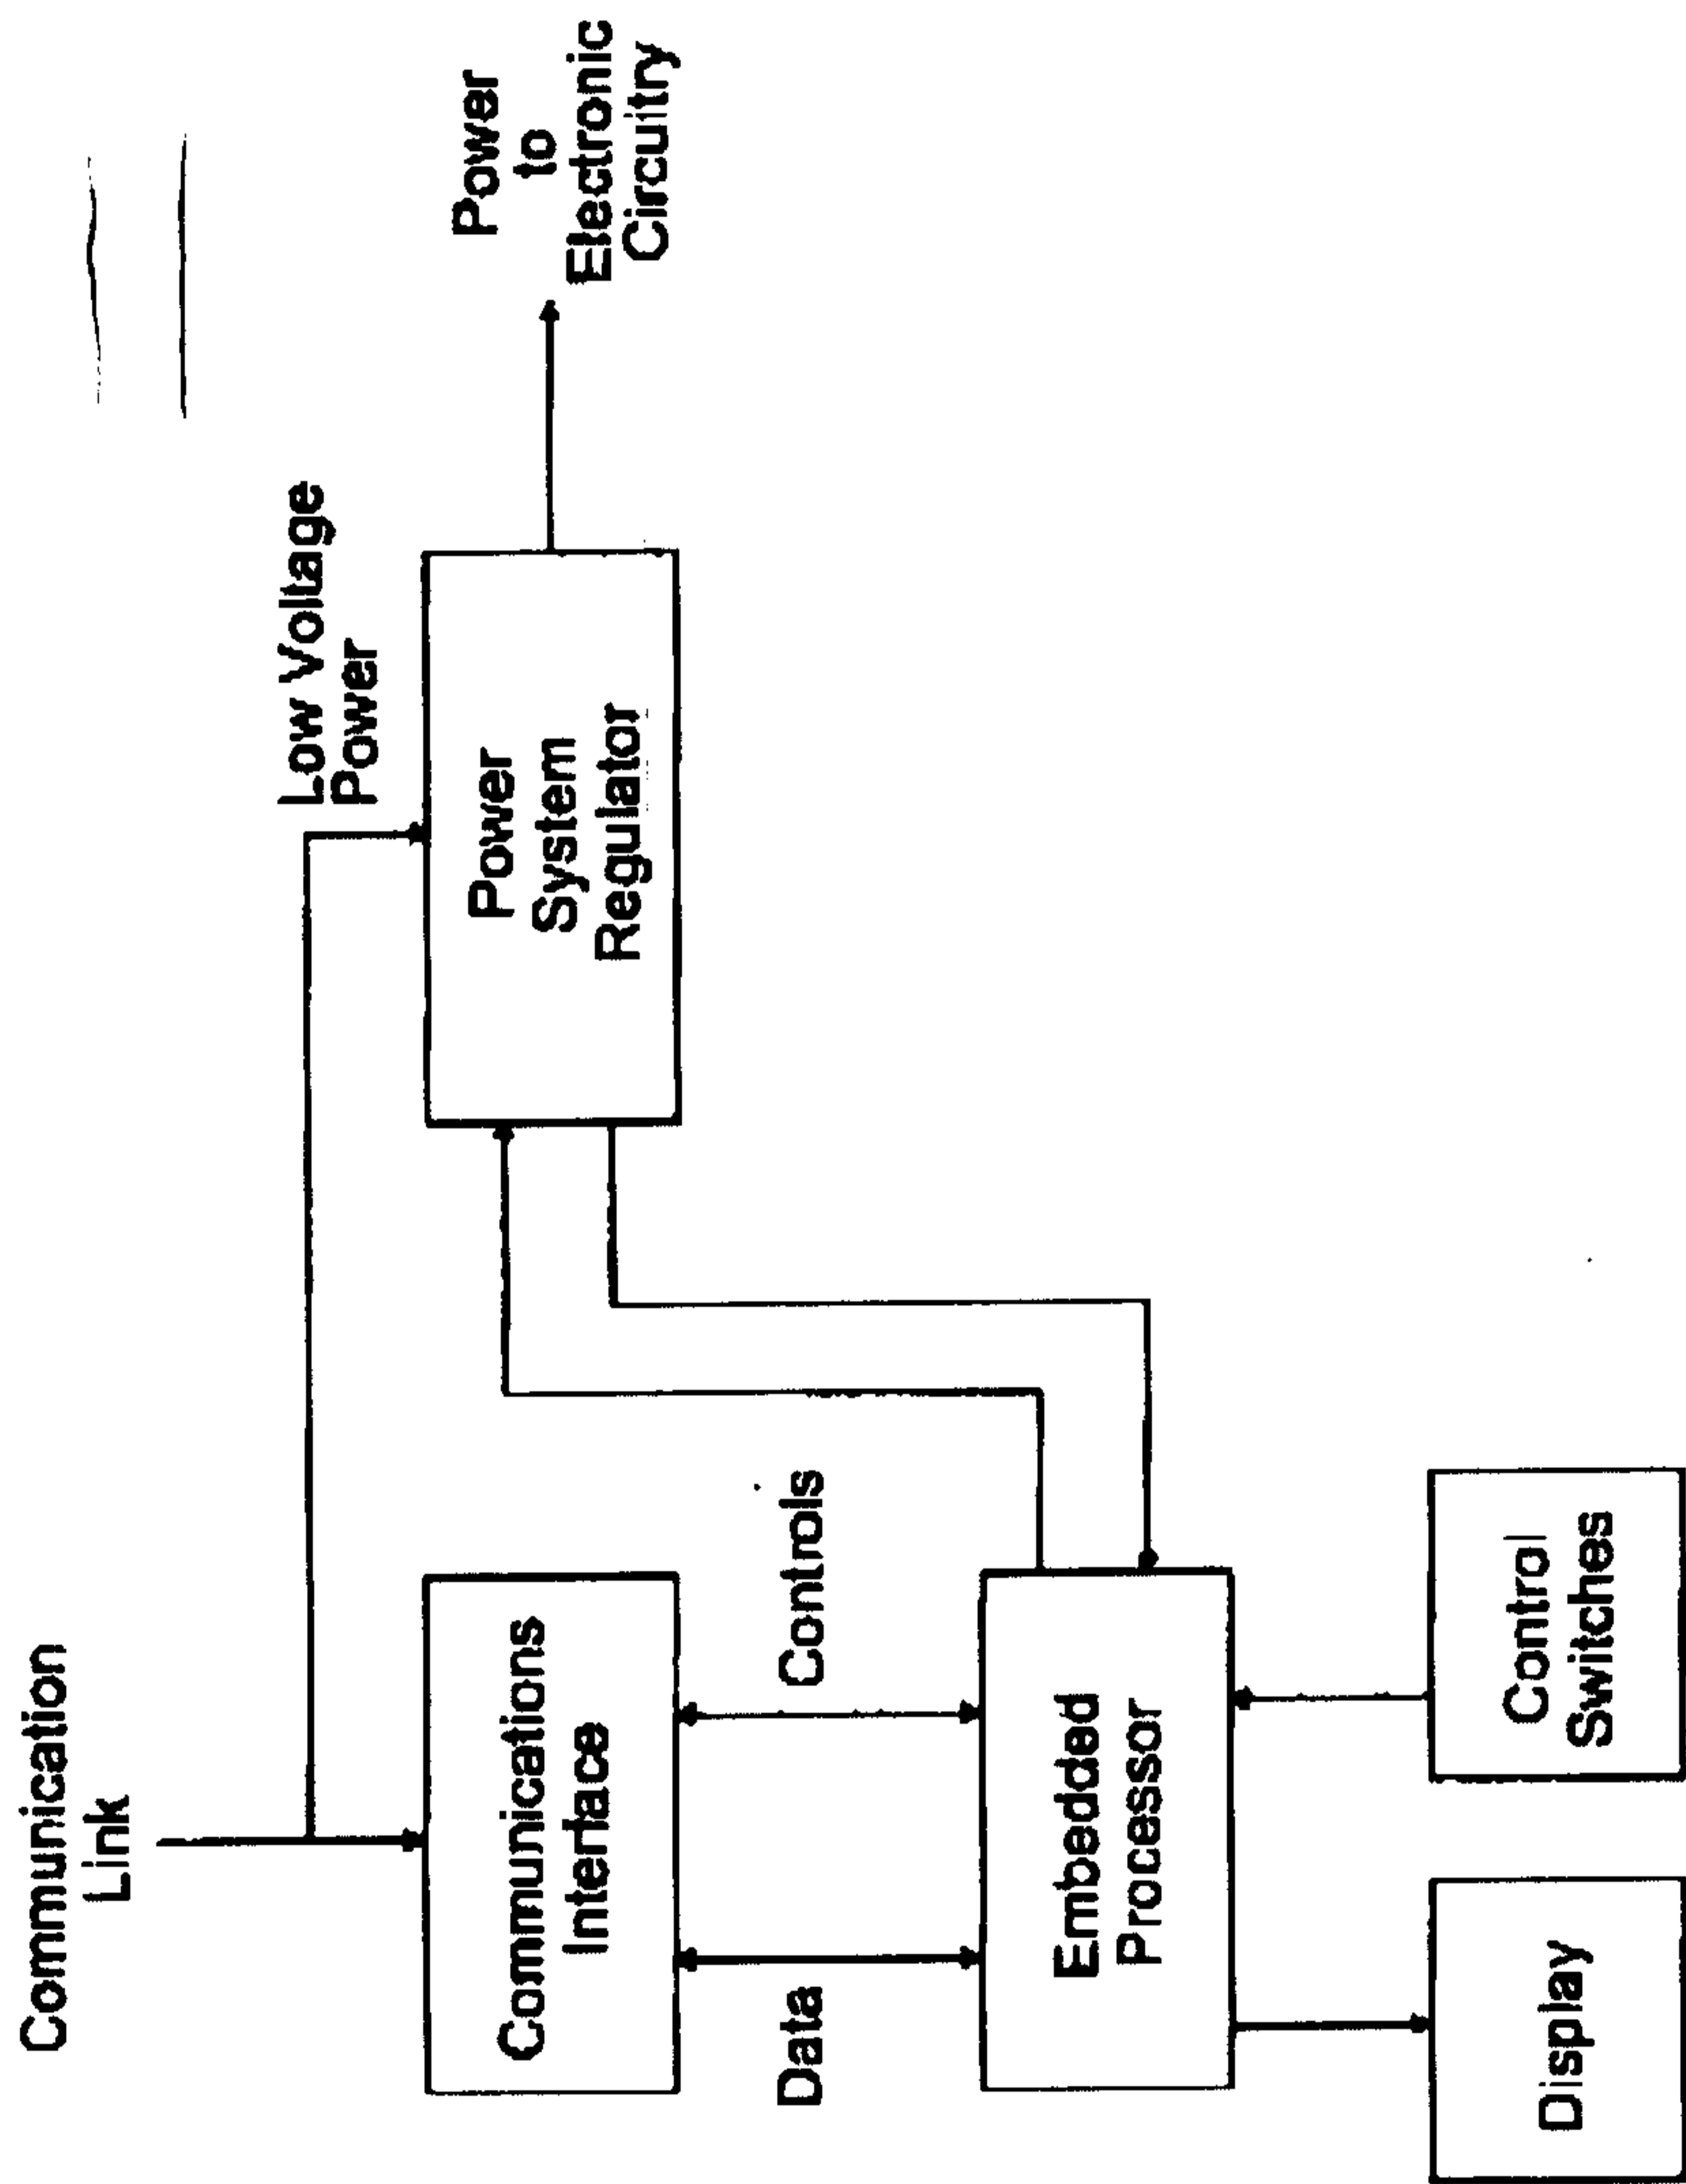 Communication
Link
Low Voltage
Power
Communications
Interface
Power
System
Regulator
Power
to
Electronic
Circuitry
Data
Controls
Embedded
Processor
Display
Control
Switches